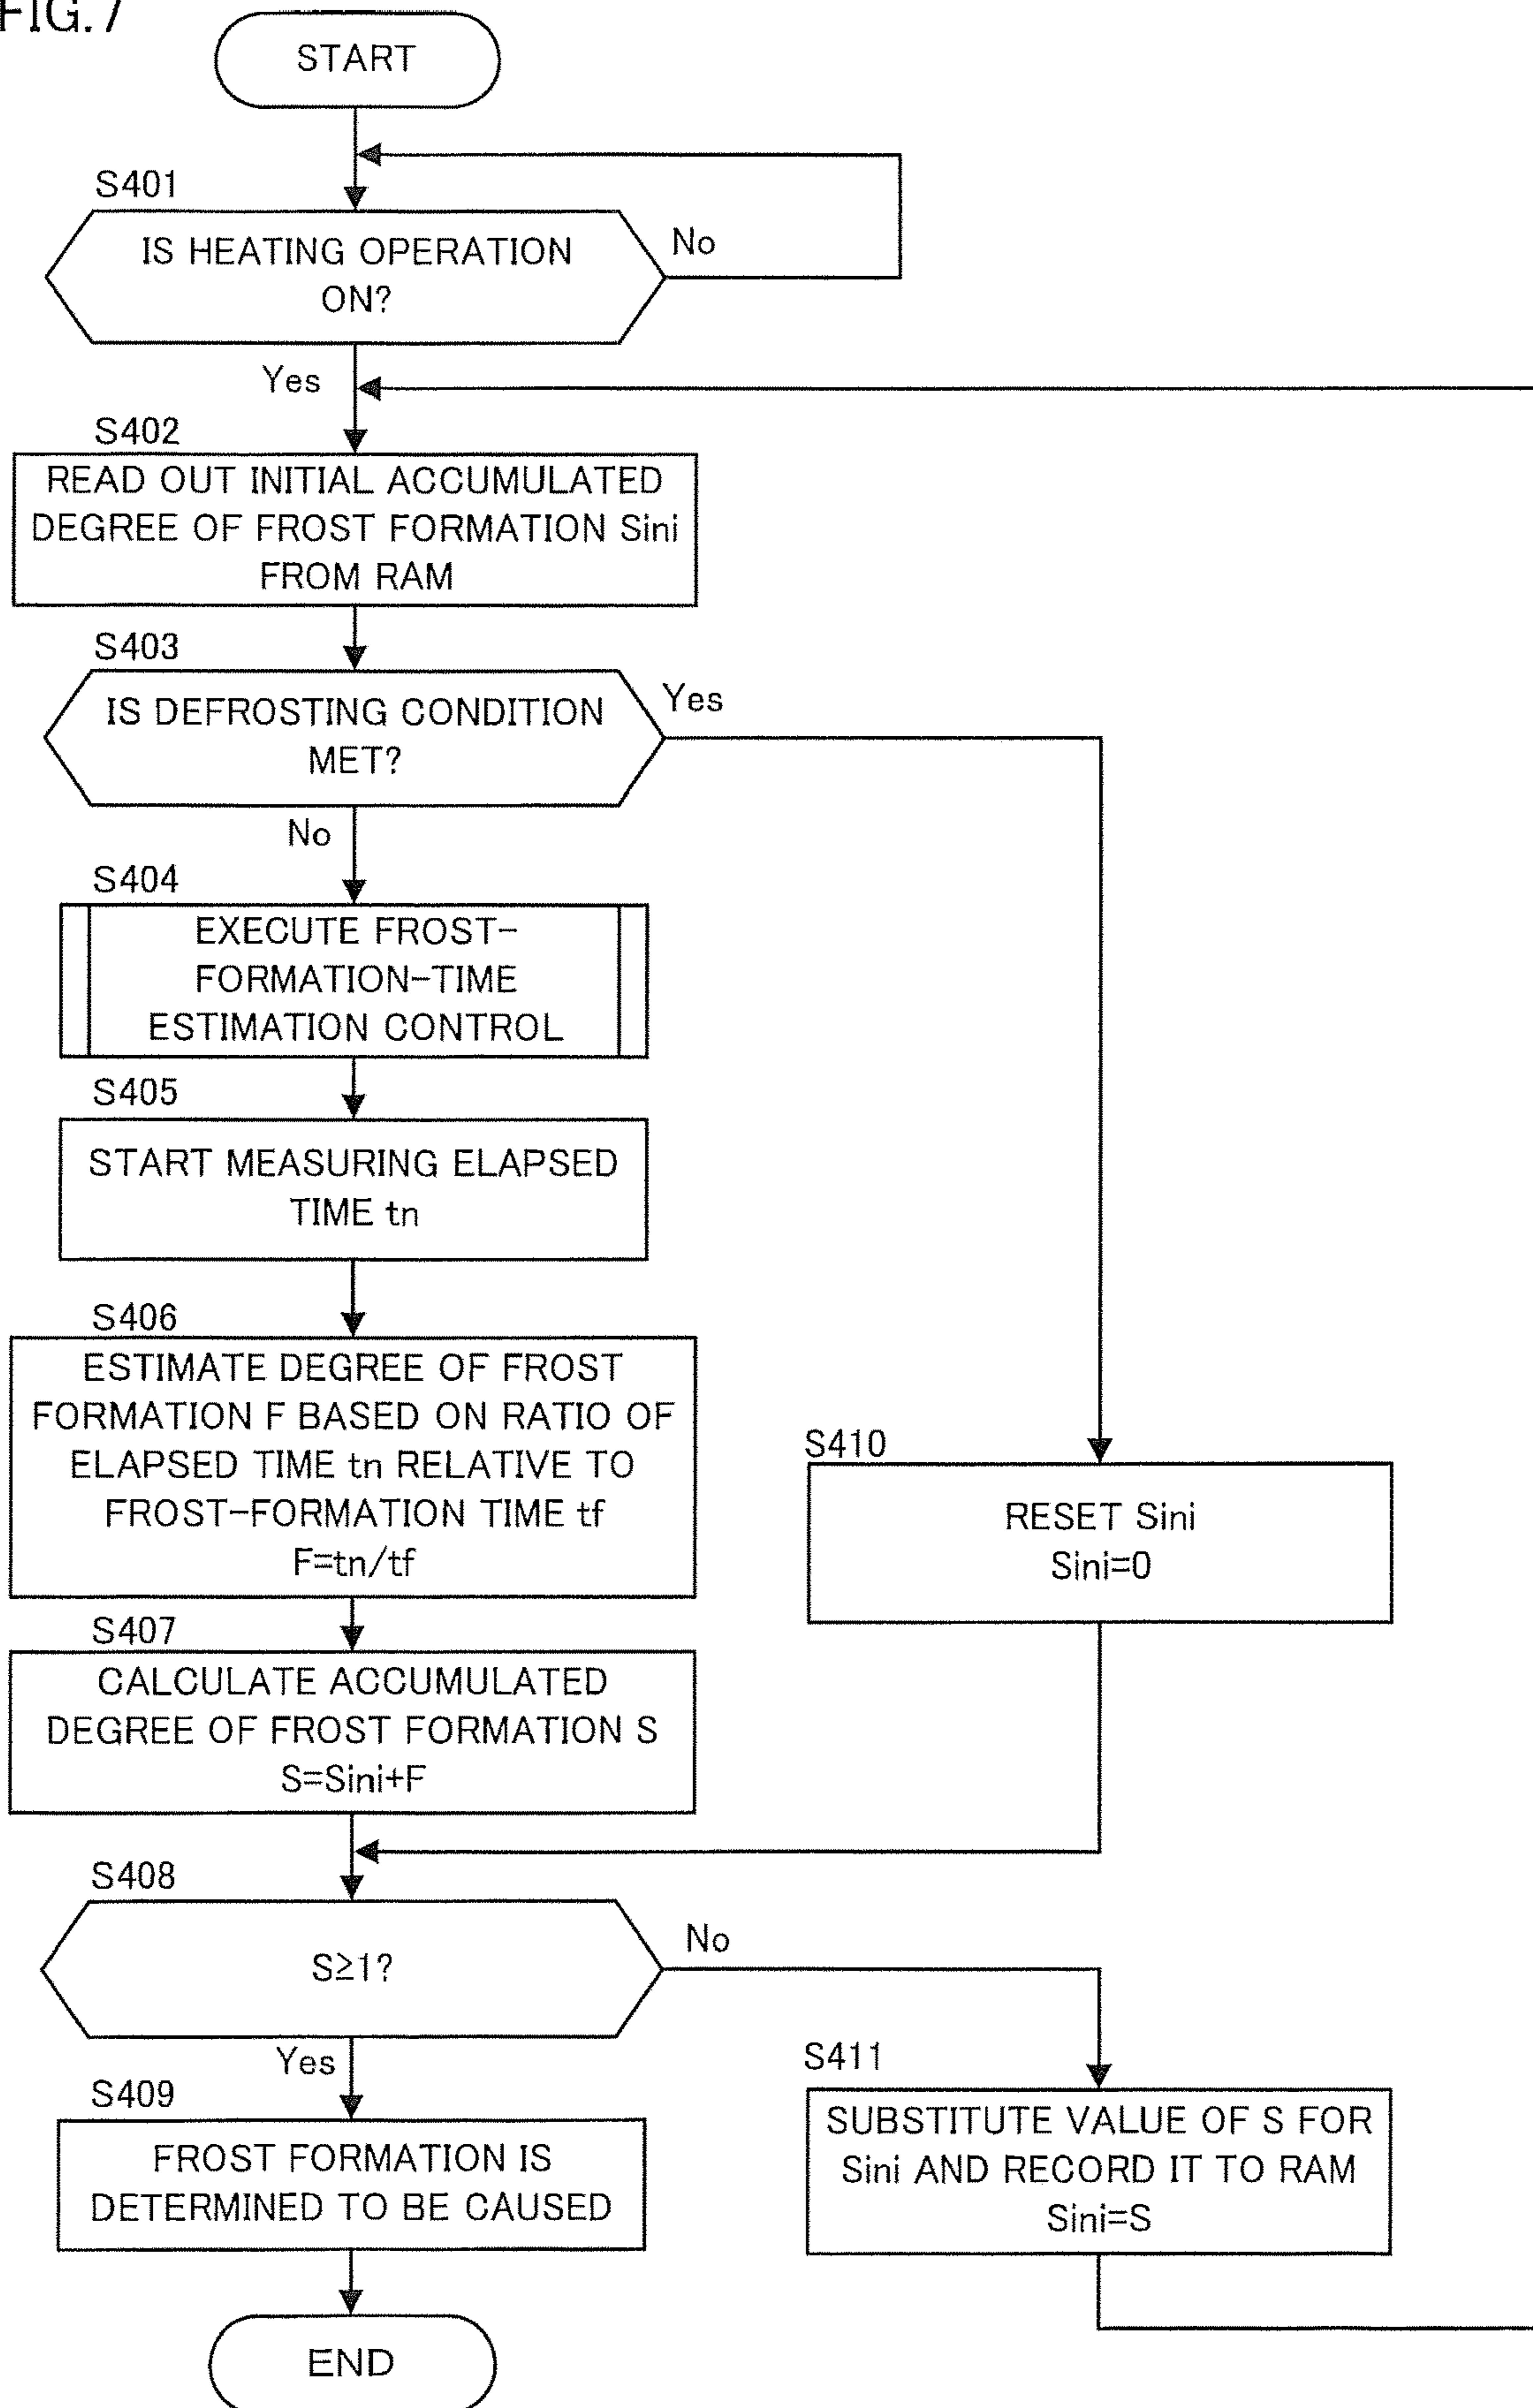 FIG. 7
START
S401
IS HEATING OPERATION
ON?
No
Yes
S402
READ OUT INITIAL ACCUMULATED
DEGREE OF FROST FORMATION Sini
FROM RAM
S403
IS DEFROSTING CONDITION
MET?
Yes
No
S404
EXECUTE FROST-
FORMATION-TIME
ESTIMATION CONTROL
S405
START MEASURING ELAPSED
TIME tn
S406
ESTIMATE DEGREE OF FROST
FORMATION F BASED ON RATIO OF
ELAPSED TIME tn RELATIVE TO
FROST-FORMATION TIME tf
F=tn/tf
S410
RESET Sini
Sini=0
S407
CALCULATE ACCUMULATED
DEGREE OF FROST FORMATION S
S=Sini+F
S408
S≥1?
No
Yes
S409
FROST FORMATION IS
DETERMINED TO BE CAUSED
S411
SUBSTITUTE VALUE OF S FOR
Sini AND RECORD IT TO RAM
Sini=S
END